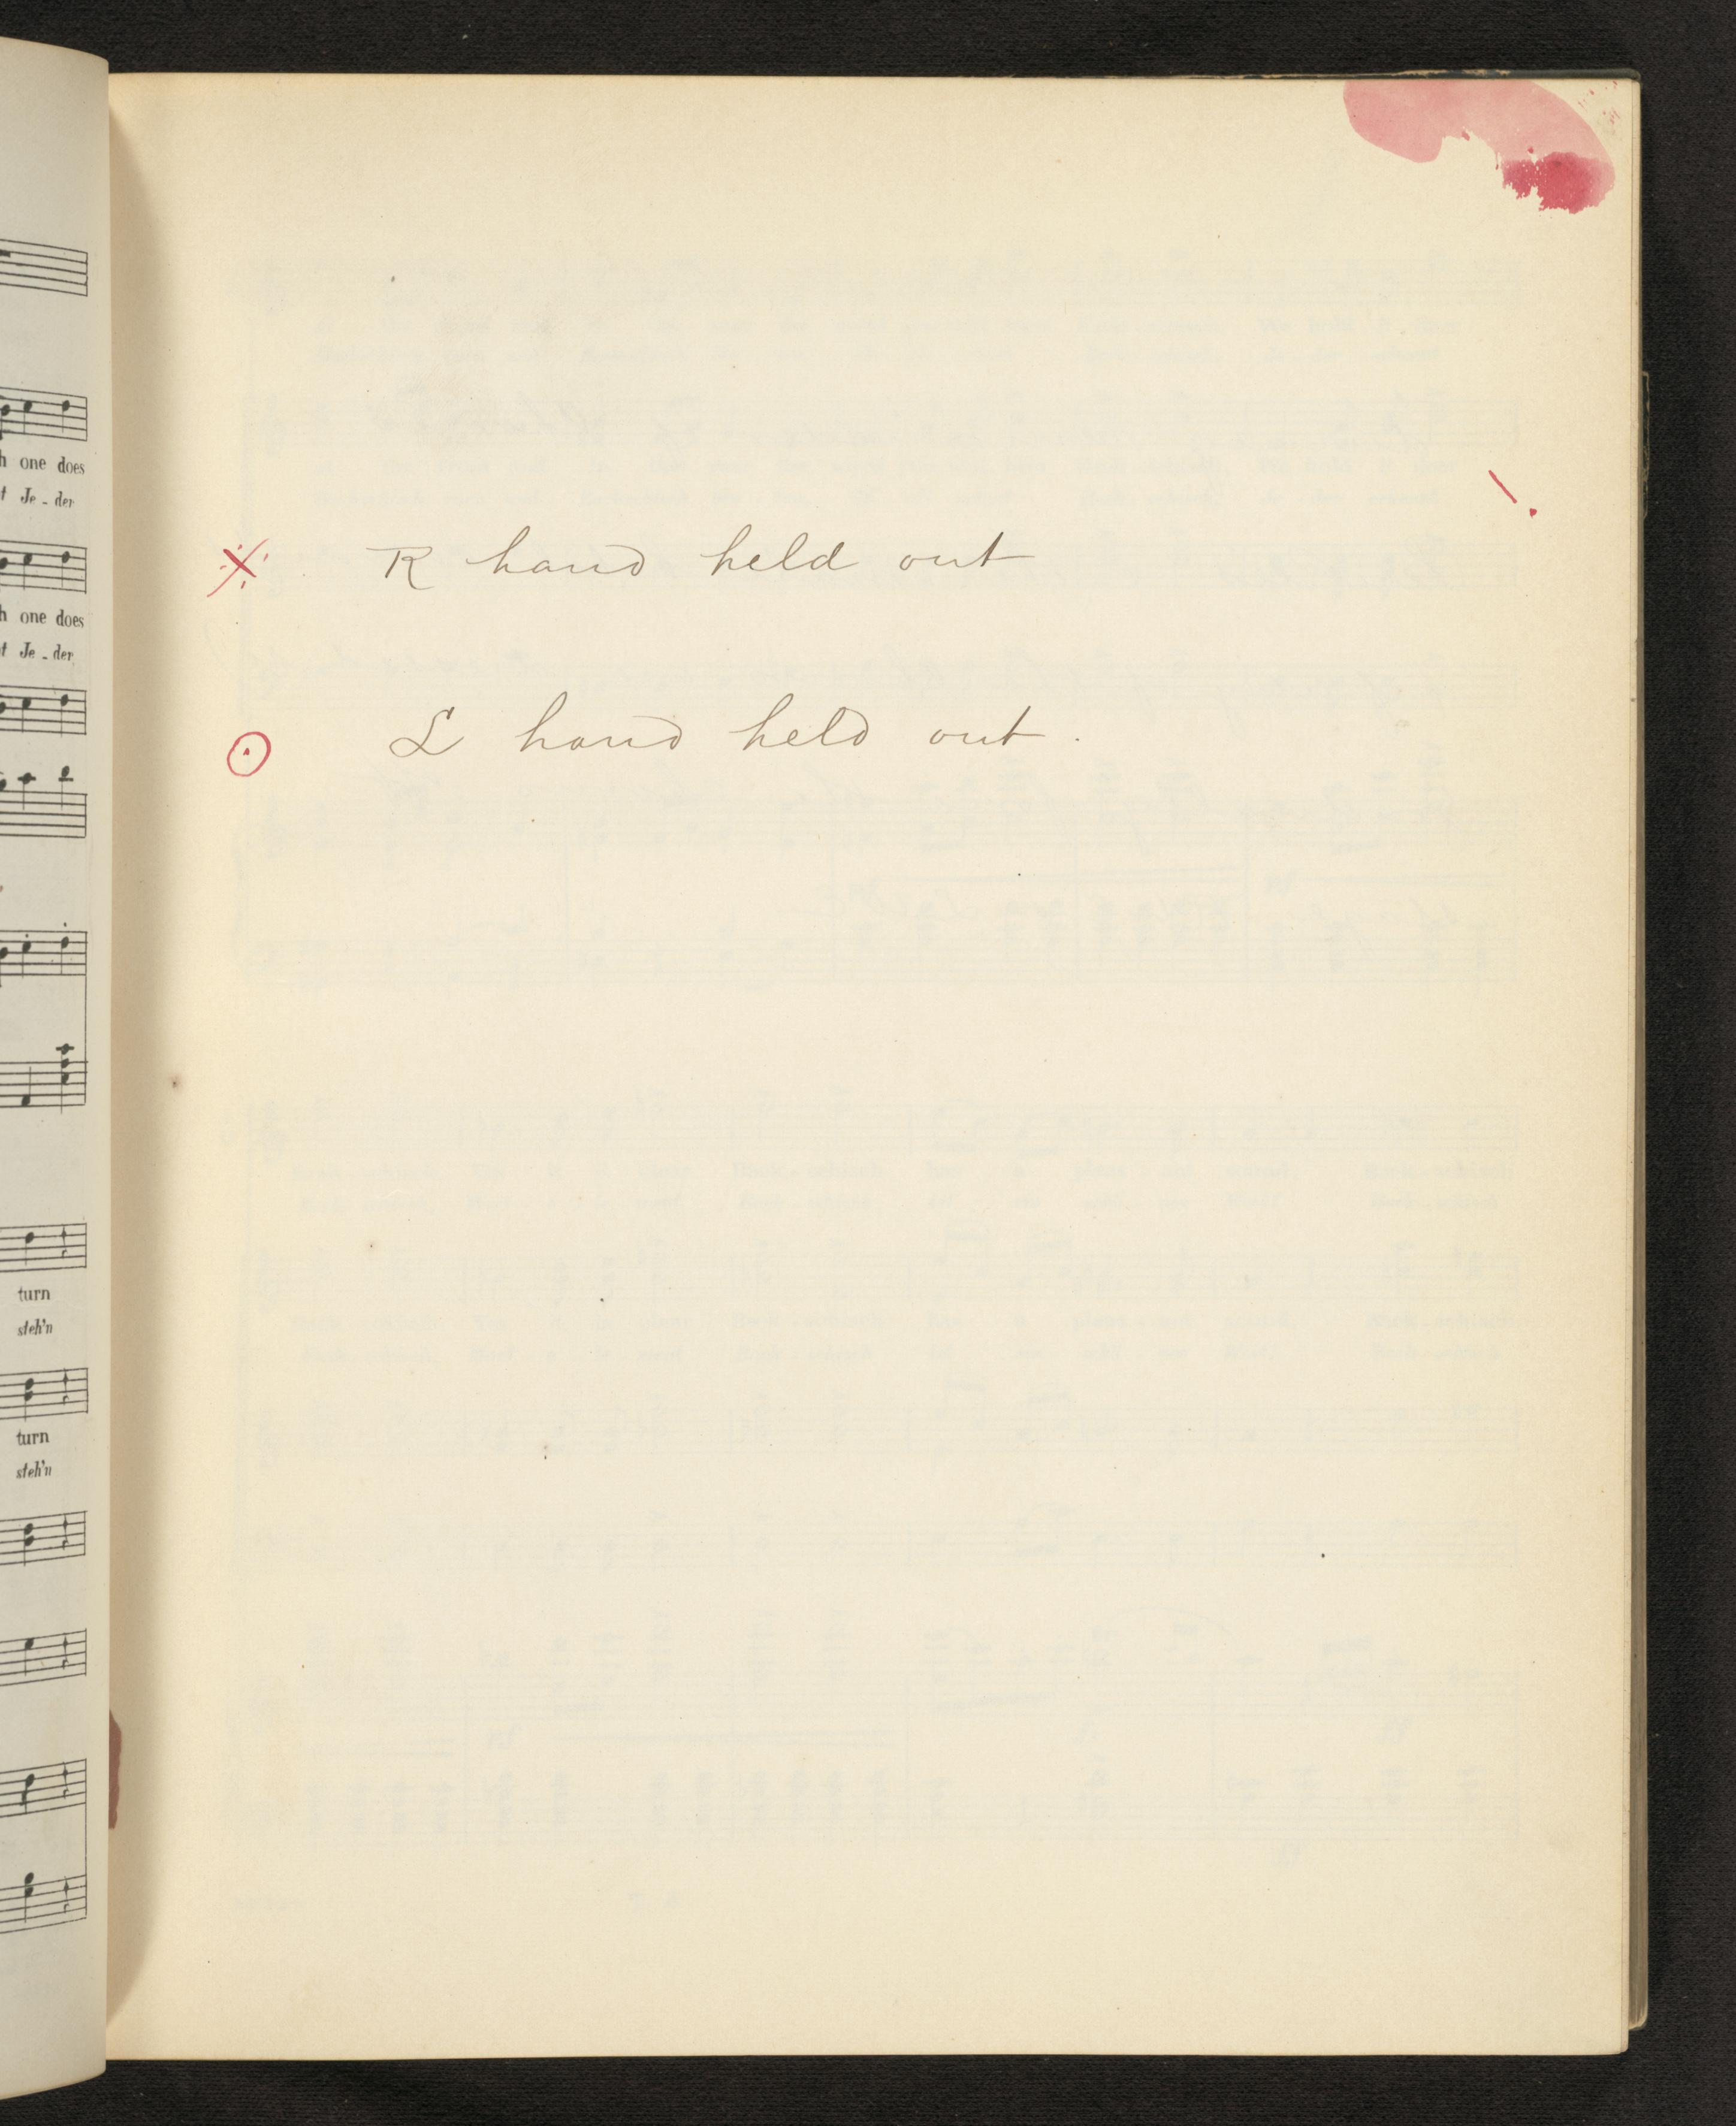 h one does
t Je - der
※ R hand held out
h one does
t Je - der
⊙ L hand held out.
turn
steh'n
turn
steh'n